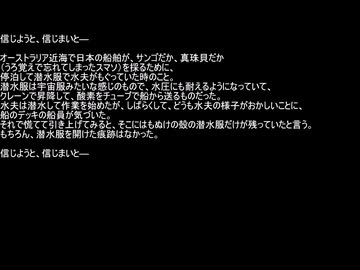 信じようと、信じまいと―
オーストラリア近海で日本の船舶が、サンゴだか、真珠貝だか
（うろ覚えで忘れてしまったスマソ）を採るために、
停泊して潜水服で水夫がもぐっていた時のこと。
潜水服は宇宙服みたいな感じのもので、水圧にも耐えるようになっていて、
クレーンで昇降して、酸素をチューブで船から送るものだった。
水夫は潜水して作業を始めたが、しばらくして、どうも水夫の様子がおかしいことに、
船のデッキの船員が気づいた。
それで慌てて引き上げてみると、そこにはもぬけの殻の潜水服だけが残っていたと言う。
もちろん、潜水服を開けた痕跡はなかった。
信じようと、信じまいと―